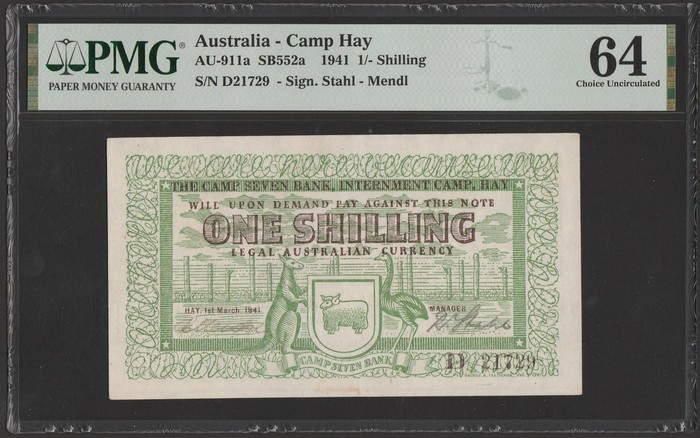 PMG
PAPER MONEY GUARANTY
Australia - Camp Hay
AU-911a SB552a 1941 1/- Shilling
S/N D21729 - Sign. Stahl - Mendl
64
Choice Uncirculated
THE CAMP SEVEN BANK, INTERNMENT CAMP, HAY
WILL UPON DEMAND PAY AGAINST THIS NOTE
ONE SHILLING
LEGAL AUSTRALIAN CURRENCY
HAY, 1st March, 1941.
MANAGER
CAMP SEVEN BANK
D 21729